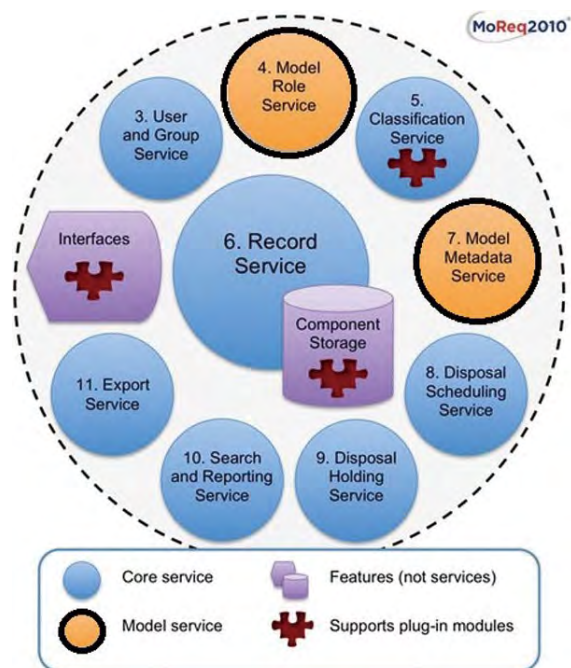 MoReq2010®
4. Model
Role
Service
3. User
and Group
Service
5.
Classification
Service
Interfaces
6. Record
Service
7. Model
Metadata
Service
Component
Storage
11. Export
Service
8. Disposal
Scheduling
Service
10. Search
and Reporting
Service
9. Disposal
Holding
Service
Core service
Features (not services)
Model service
Supports plug-in modules